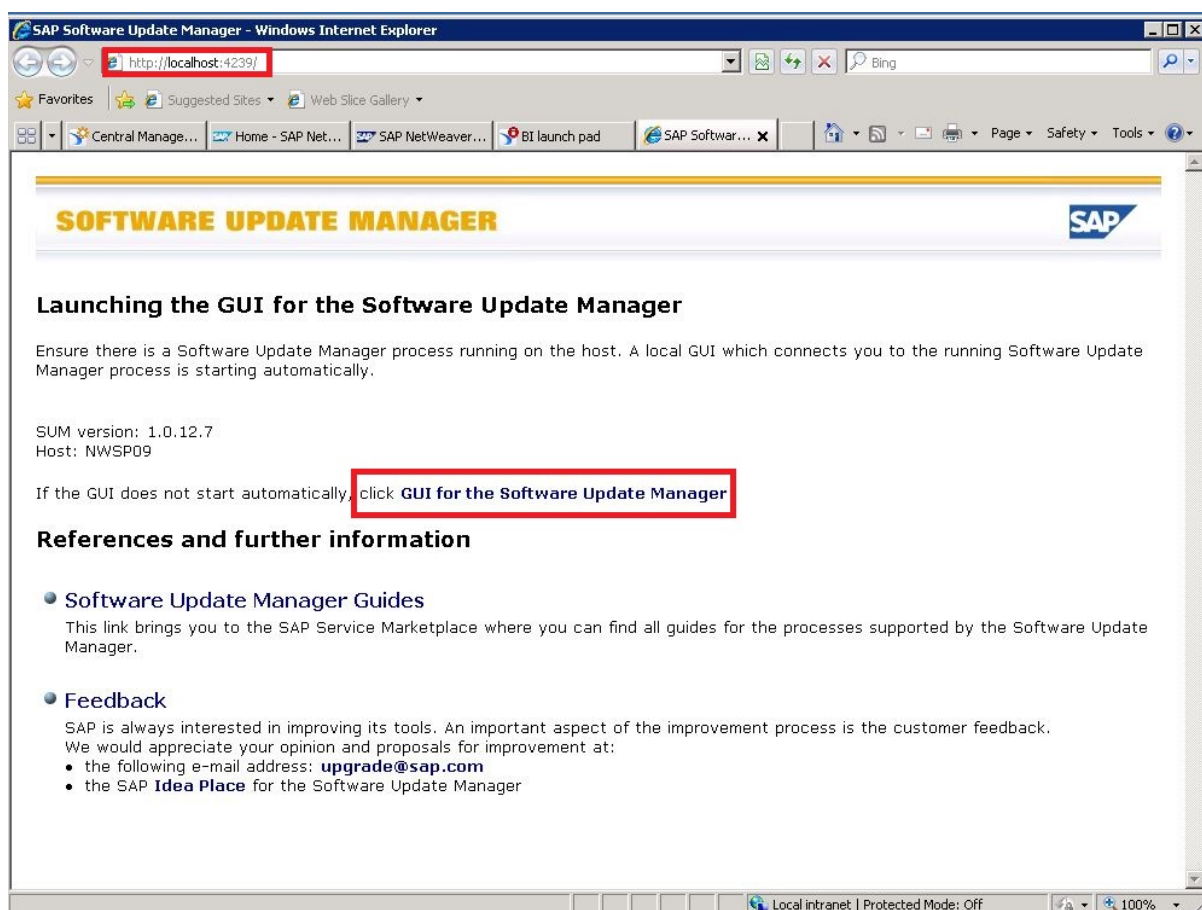 SAP Software Update Manager - Windows Internet Explorer
http://localhost:4239/
Bing
Favorites Suggested Sites Web Slice Gallery
Central Manage... Home - SAP Net... SAP NetWeaver... BI launch pad SAP Softwar... Page Safety Tools
SOFTWARE UPDATE MANAGER
SAP
Launching the GUI for the Software Update Manager
Ensure there is a Software Update Manager process running on the host. A local GUI which connects you to the running Software Update
Manager process is starting automatically.
SUM version: 1.0.12.7
Host: NWSP09
If the GUI does not start automatically, click GUI for the Software Update Manager
References and further information
Software Update Manager Guides
This link brings you to the SAP Service Marketplace where you can find all guides for the processes supported by the Software Update
Manager.
Feedback
SAP is always interested in improving its tools. An important aspect of the improvement process is the customer feedback.
We would appreciate your opinion and proposals for improvement at:
• the following e-mail address: upgrade@sap.com
• the SAP Idea Place for the Software Update Manager
Local intranet | Protected Mode: Off 100%